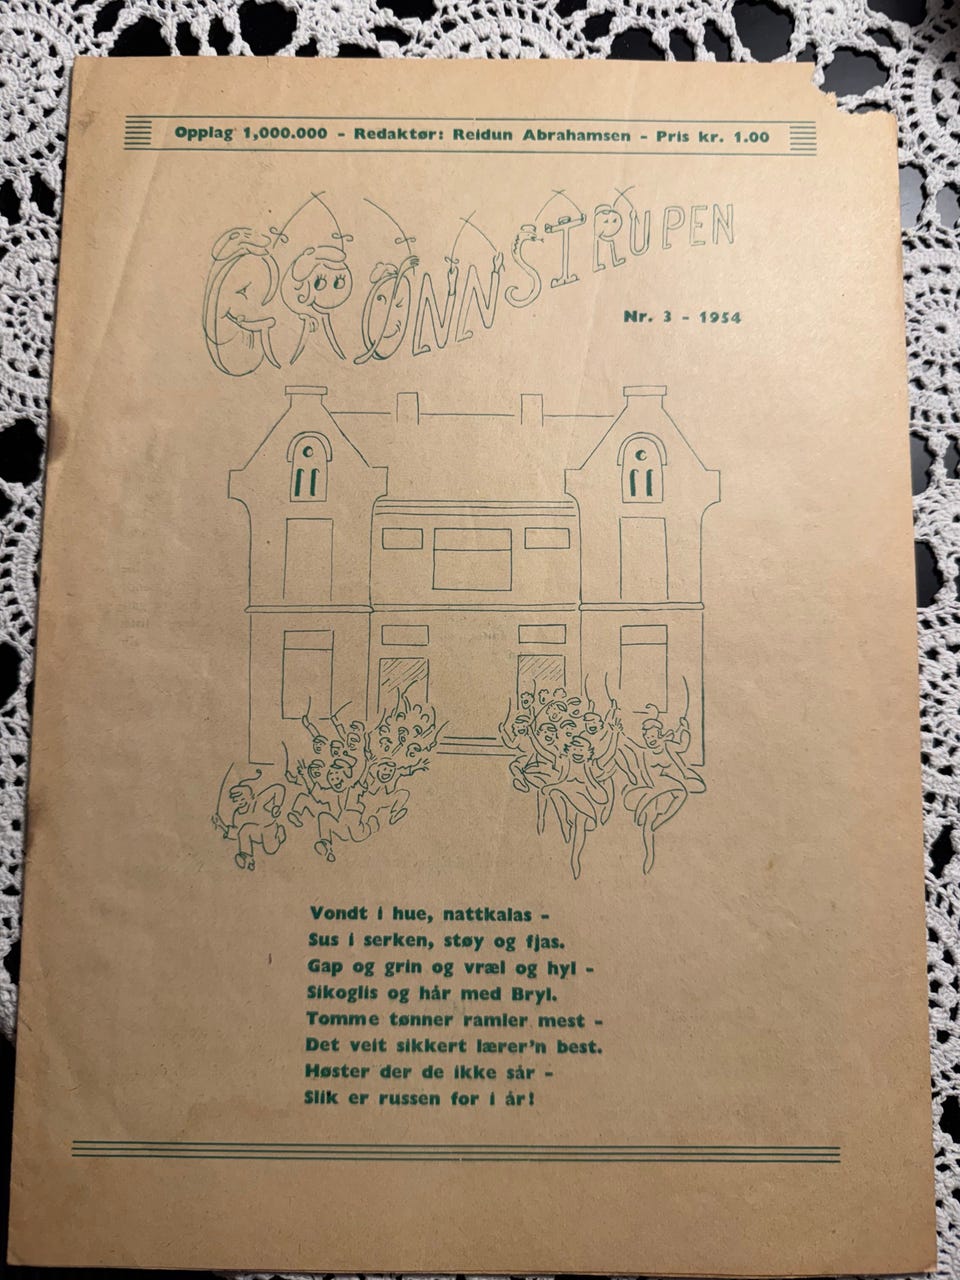 Opplag 1,000.000 - Redaktør: Reidun Abrahamsen - Pris kr. 1.00
GRØNNSTRUPEN
Nr. 3 - 1954
Vondt i hue, nattkalas -
Sus i serken, støy og fjas.
Gap og grin og vræl og hyl -
Sikoglis og hår med Bryl.
Tomme tønner ramler mest -
Det veit sikkert lærer'n best.
Høster der de ikke sår -
Slik er russen for i år!